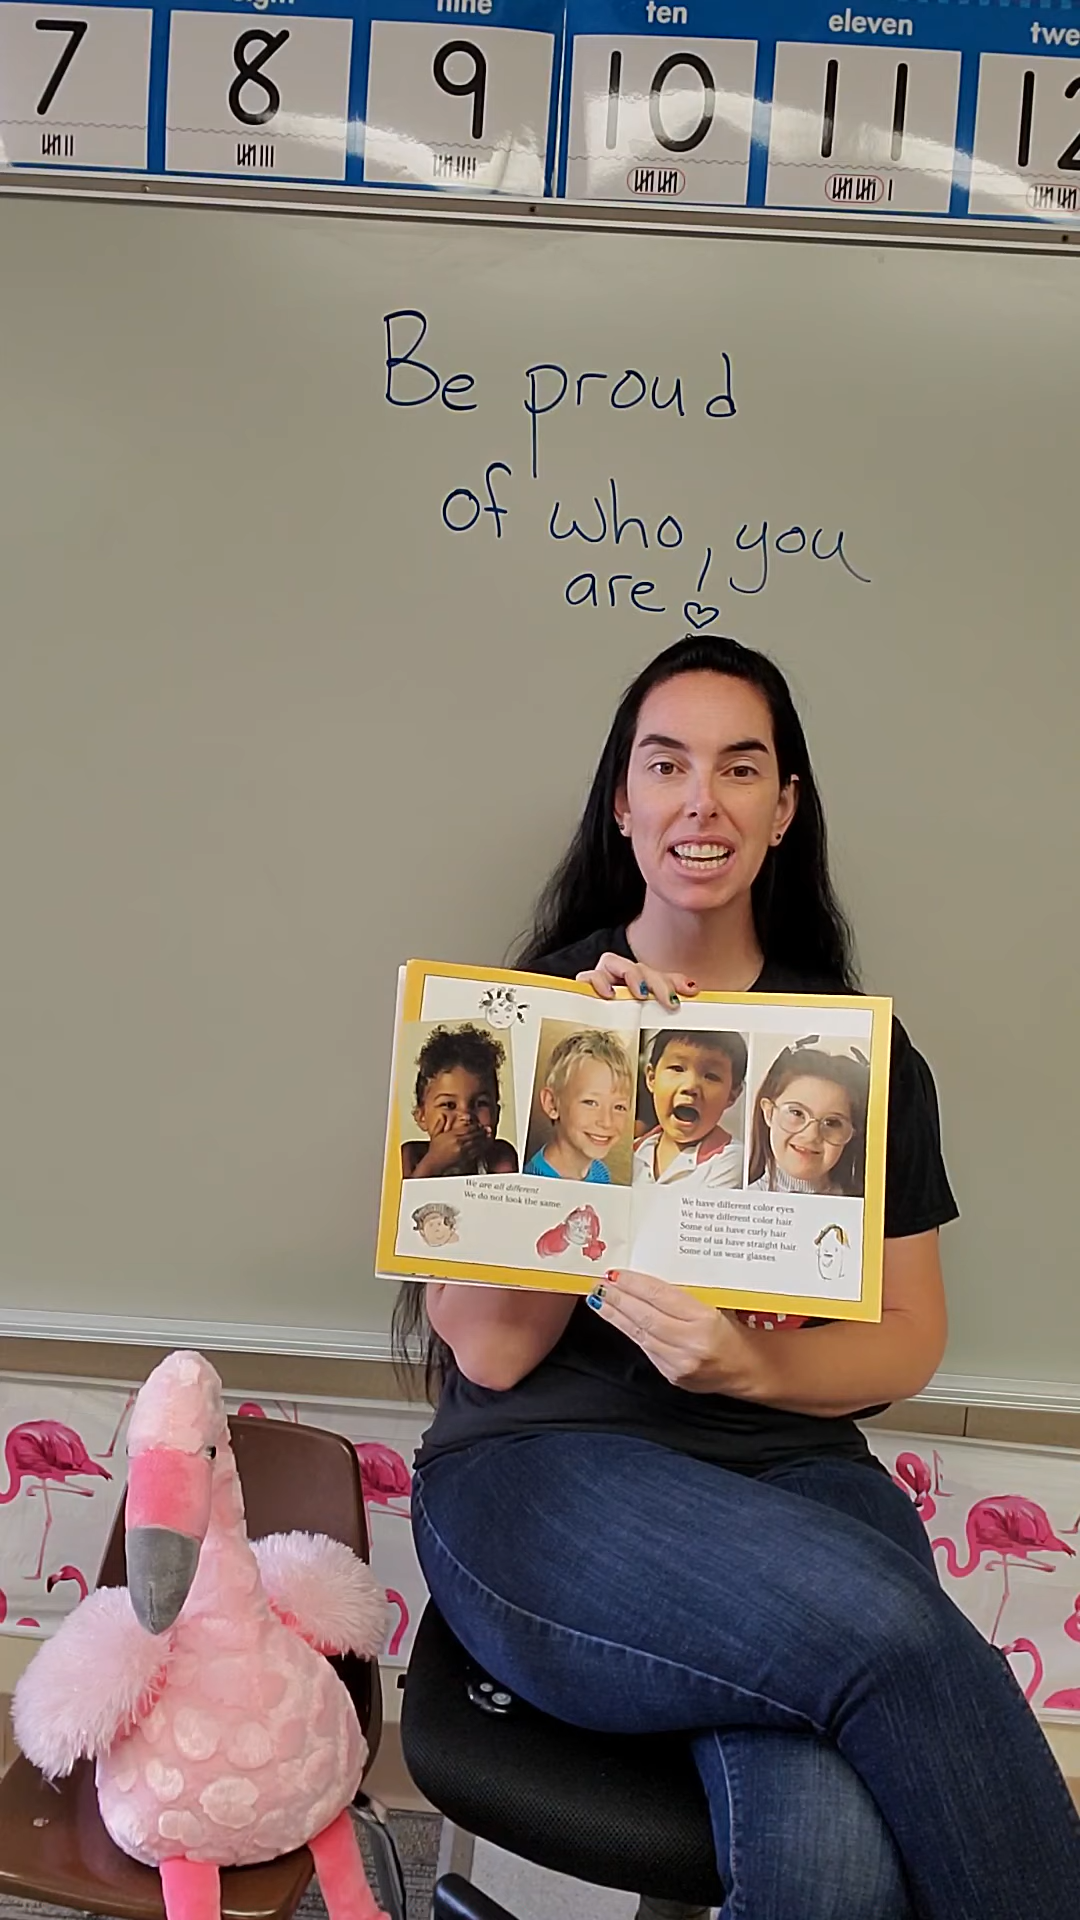 nine
ten
eleven
7
8
9
10
11
Be proud
of who, you
are!
We are all different
We do not look the same
We have different color eyes
We have different color hair
Some of us have curly hair
Some of us have straight hair
Some of us wear glasses